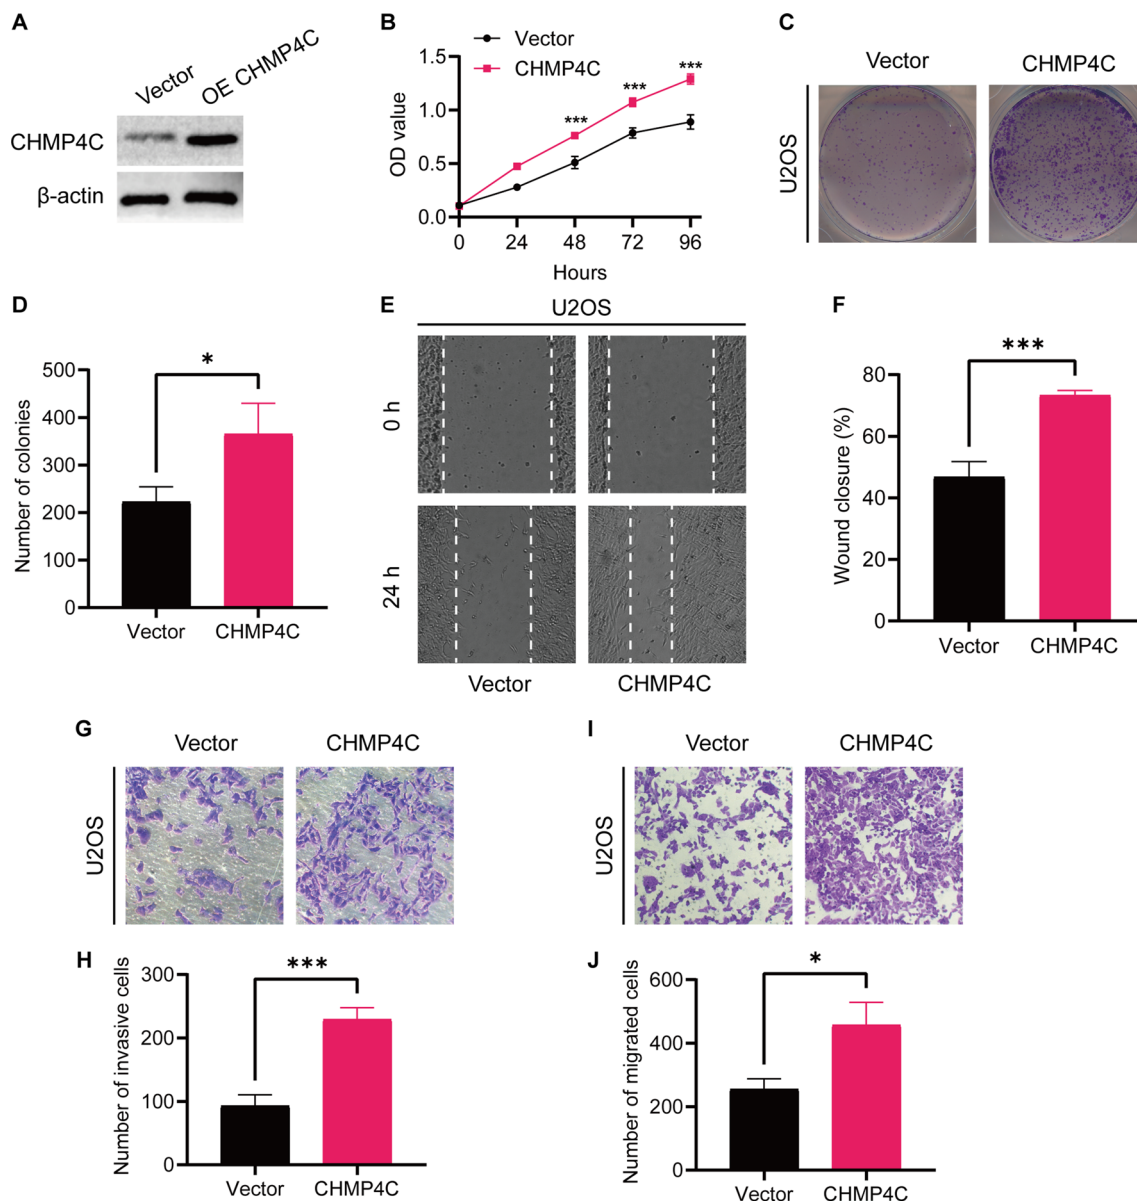 A
Vector
OE CHMP4C
CHMP4C
β-actin
B
Vector
CHMP4C
OD value
1.5
1.0
0.5
0.0
***
***
***
0 24 48 72 96
Hours
C
Vector CHMP4C
U2OS
D
Number of colonies
500
400
300
200
100
0
*
Vector CHMP4C
E
U2OS
0 h
24 h
Vector CHMP4C
F
Wound closure (%)
80
60
40
20
0
***
Vector CHMP4C
G
Vector CHMP4C
U2OS
H
Number of invasive cells
300
200
100
0
***
Vector CHMP4C
I
Vector CHMP4C
U2OS
J
Number of migrated cells
600
400
200
0
*
Vector CHMP4C